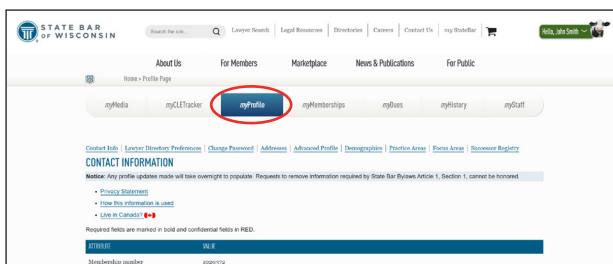 STATE BAR
OF WISCONSIN
Search the site...
Lawyer Search | Legal Resources | Directories | Careers | Contact Us | my StateBar
Hello, John Smith
About Us For Members Marketplace News & Publications For Public
Home » Profile Page
myMedia myCLETracker myProfile myMemberships myDues myHistory myStaff
Contact Info | Lawyer Directory Preferences | Change Password | Addresses | Advanced Profile | Demographics | Practice Areas | Focus Areas | Successor Registry
CONTACT INFORMATION
Notice: Any profile updates made will take overnight to populate. Requests to remove information required by State Bar Bylaws Article 1, Section 1, cannot be honored.
• Privacy Statement
• How this information is used
• Live in Canada?
Required fields are marked in bold and confidential fields in RED.
ATTRIBUTE VALUE
Membership number